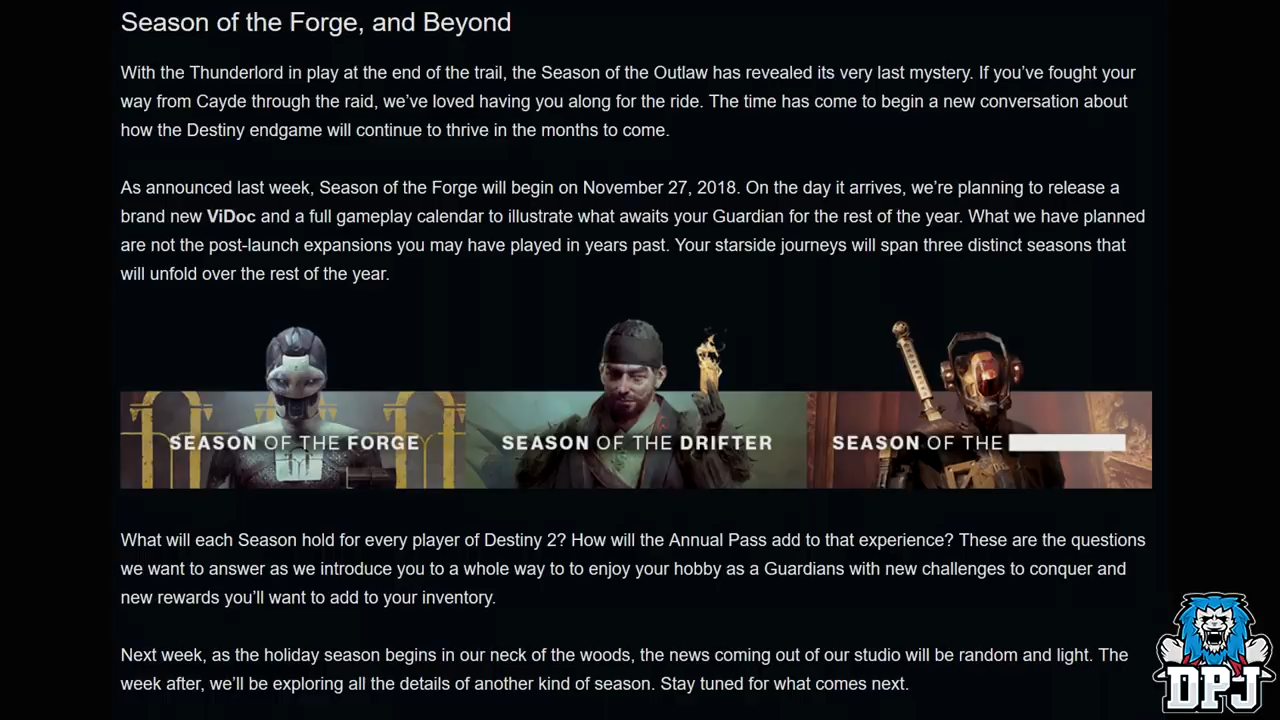 Season of the Forge, and Beyond
With the Thunderlord in play at the end of the trail, the Season of the Outlaw has revealed its very last mystery. If you’ve fought your
way from Cayde through the raid, we’ve loved having you along for the ride. The time has come to begin a new conversation about
how the Destiny endgame will continue to thrive in the months to come.
As announced last week, Season of the Forge will begin on November 27, 2018. On the day it arrives, we’re planning to release a
brand new ViDoc and a full gameplay calendar to illustrate what awaits your Guardian for the rest of the year. What we have planned
are not the post-launch expansions you may have played in years past. Your starside journeys will span three distinct seasons that
will unfold over the rest of the year.
SEASON OF THE FORGE
SEASON OF THE DRIFTER
SEASON OF THE
What will each Season hold for every player of Destiny 2? How will the Annual Pass add to that experience? These are the questions
we want to answer as we introduce you to a whole way to to enjoy your hobby as a Guardians with new challenges to conquer and
new rewards you’ll want to add to your inventory.
Next week, as the holiday season begins in our neck of the woods, the news coming out of our studio will be random and light. The
week after, we’ll be exploring all the details of another kind of season. Stay tuned for what comes next.
DPJ